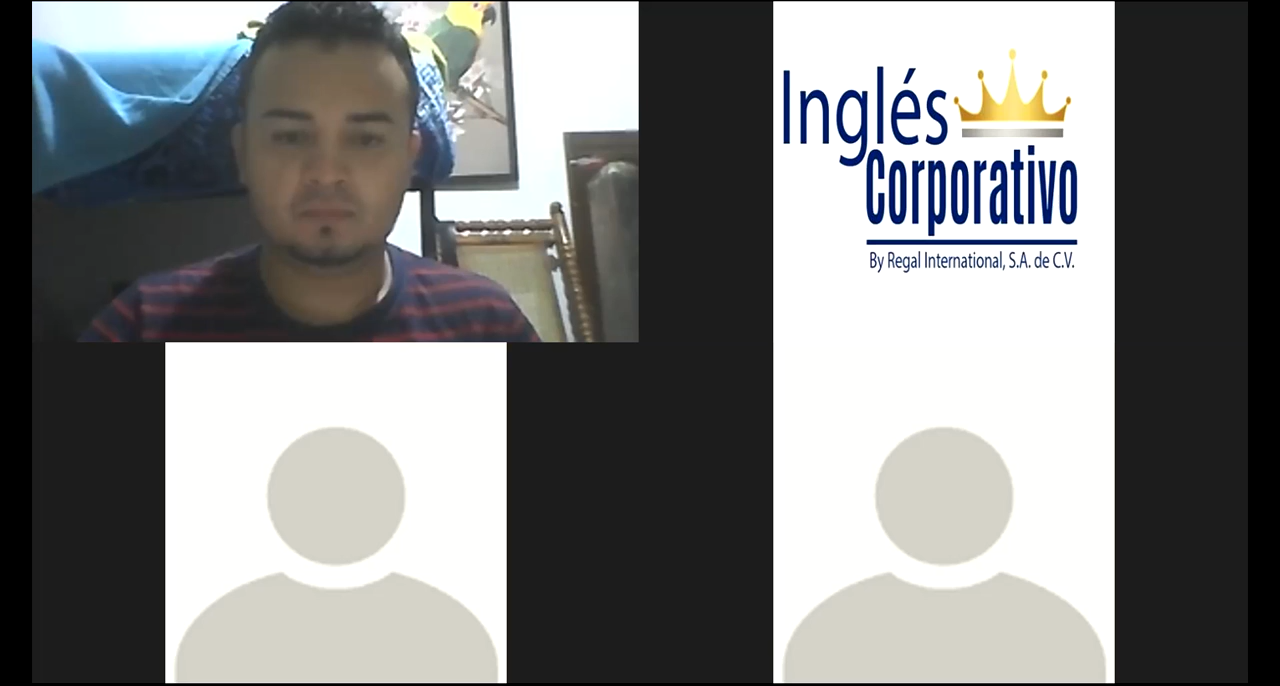 Inglés
Corporativo
By Regal International, S.A. de C.V.